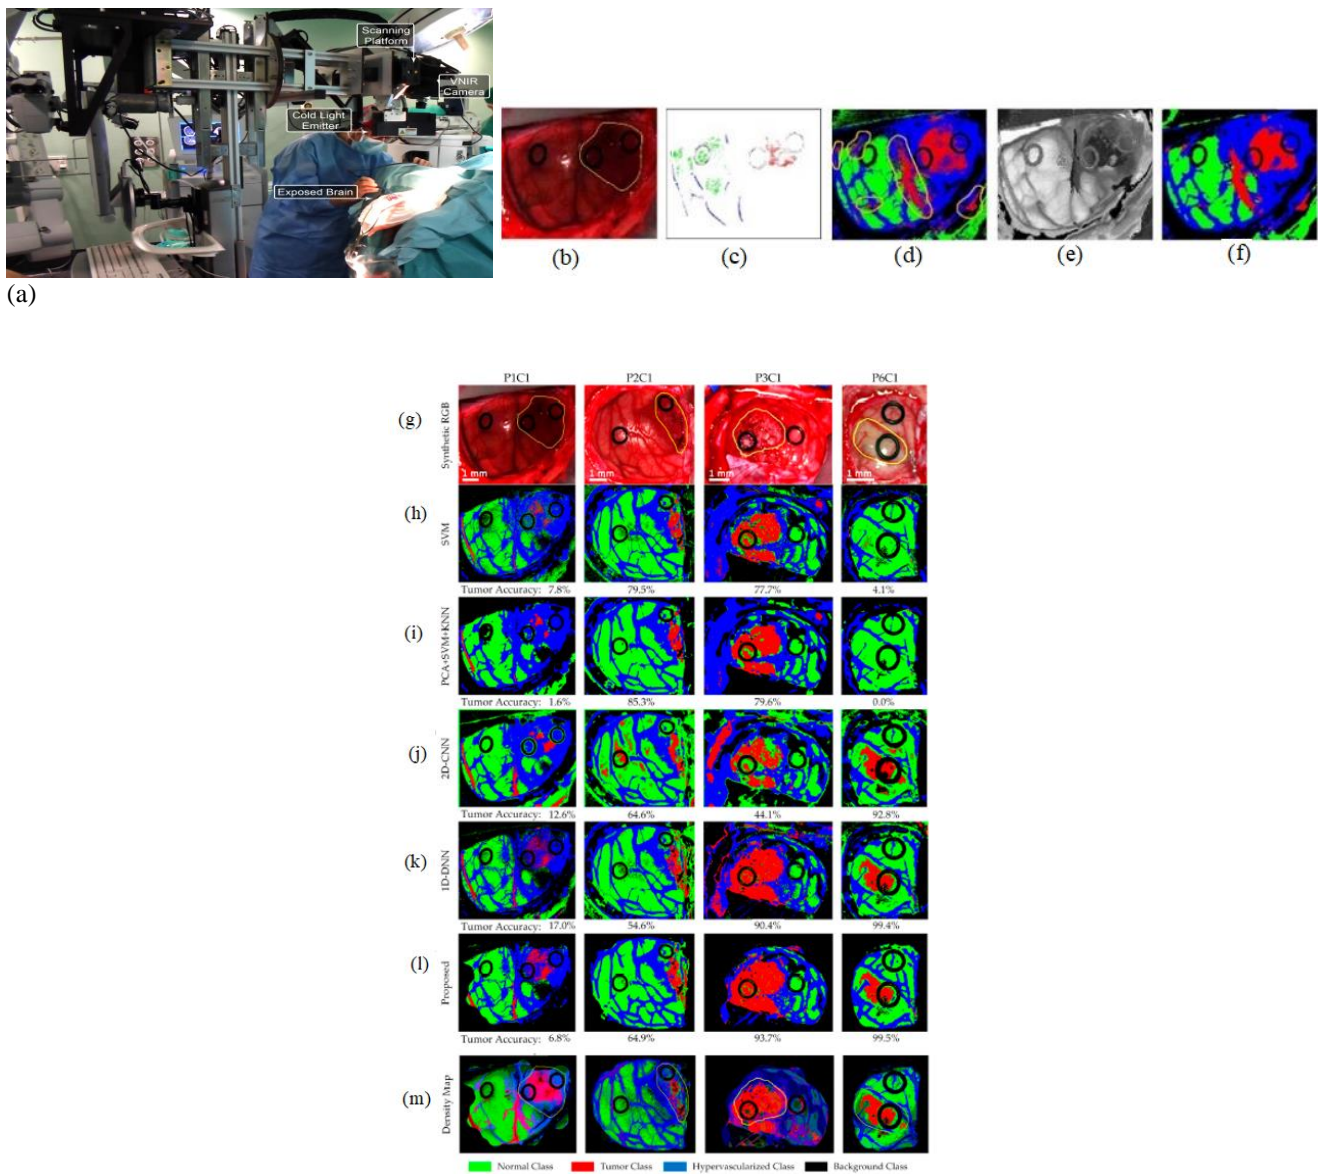 Scanning
Platform
VNIR
Camera
Cold Light
Emitter
Exposed Brain
(a)
(b) (c) (d) (e) (f)
P1C1 P2C1 P3C1 P6C1
(g) Synthetic RGB
1 mm 1 mm 1 mm 1 mm
(h) SVM
Tumor Accuracy: 7.8% 79.5% 77.7% 4.1%
(i) PCA+SVM+KNN
Tumor Accuracy: 1.6% 85.3% 79.6% 0.0%
(j) 2D-CNN
Tumor Accuracy: 12.6% 64.6% 44.1% 92.8%
(k) 1D-DNN
Tumor Accuracy: 17.0% 54.6% 90.4% 99.4%
(l) Proposed
Tumor Accuracy: 6.8% 64.9% 93.7% 99.5%
(m) Density Map
Normal Class Tumor Class Hypervascularized Class Background Class